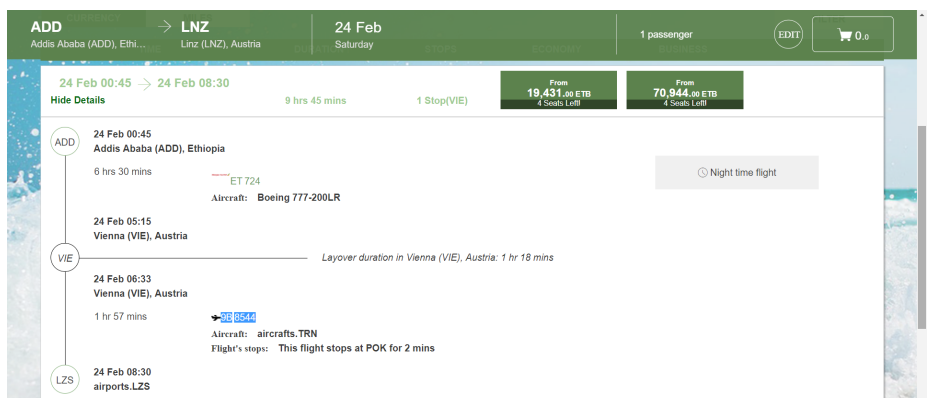 ADD → LNZ
Addis Ababa (ADD), Ethi... Linz (LNZ), Austria
24 Feb
Saturday
1 passenger
EDIT
0.0
24 Feb 00:45 → 24 Feb 08:30
Hide Details
9 hrs 45 mins
1 Stop(VIE)
From
19,431.00 ETB
4 Seats Left!
From
70,944.00 ETB
4 Seats Left!
ADD
24 Feb 00:45
Addis Ababa (ADD), Ethiopia
6 hrs 30 mins
ET 724
Aircraft: Boeing 777-200LR
Night time flight
24 Feb 05:15
Vienna (VIE), Austria
VIE
Layover duration in Vienna (VIE), Austria: 1 hr 18 mins
24 Feb 06:33
Vienna (VIE), Austria
1 hr 57 mins
9B 8544
Aircraft: aircrafts.TRN
Flight's stops: This flight stops at POK for 2 mins
LZS
24 Feb 08:30
airports.LZS